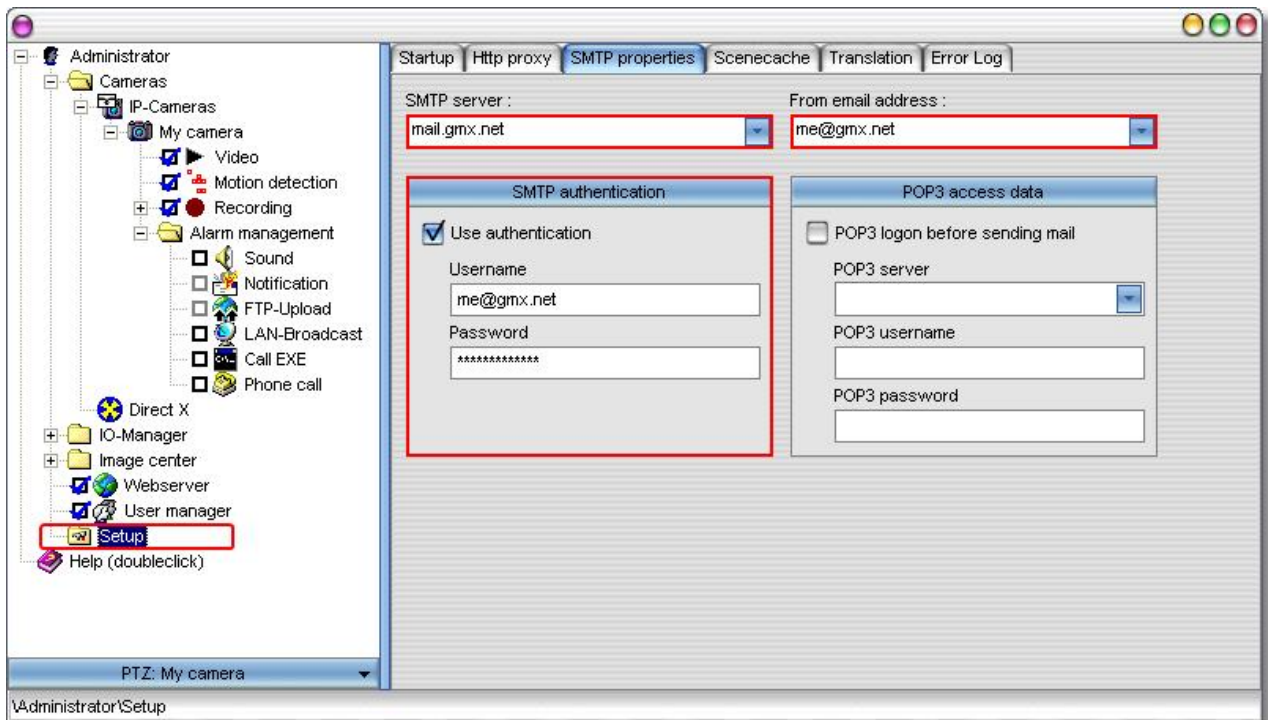 Administrator
Cameras
IP-Cameras
My camera
Video
Motion detection
Recording
Alarm management
Sound
Notification
FTP-Upload
LAN-Broadcast
Call EXE
Phone call
Direct X
IO-Manager
Image center
Webserver
User manager
Setup
Help (doubleclick)
PTZ: My camera
Startup Http proxy SMTP properties Scenecache Translation Error Log
SMTP server :
mail.gmx.net
From email address :
me@gmx.net
SMTP authentication
Use authentication
Username
me@gmx.net
Password
*************
POP3 access data
POP3 logon before sending mail
POP3 server
POP3 username
POP3 password
\Administrator\Setup